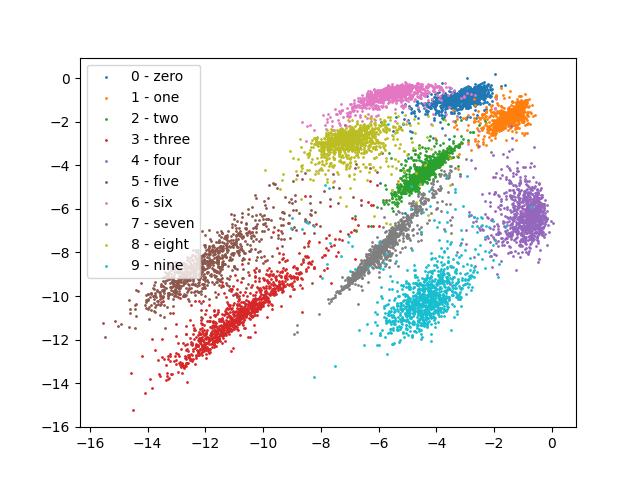 0 - zero
1 - one
2 - two
3 - three
4 - four
5 - five
6 - six
7 - seven
8 - eight
9 - nine
0
−2
−4
−6
−8
−10
−12
−14
−16
−16 −14 −12 −10 −8 −6 −4 −2 0